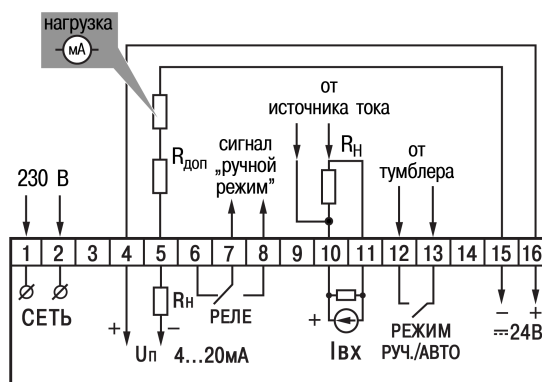 нагрузка
мА
от
источника тока
Rн
сигнал
„ручной
режим”
от
тумблера
Rдоп
230 В
1 2 3 4 5 6 7 8 9 10 11 12 13 14 15 16
СЕТЬ
+ Uп –
Rн
4...20мА
РЕЛЕ
+
Iвх
РЕЖИМ
РУЧ./АВТО
– +
⎓24В